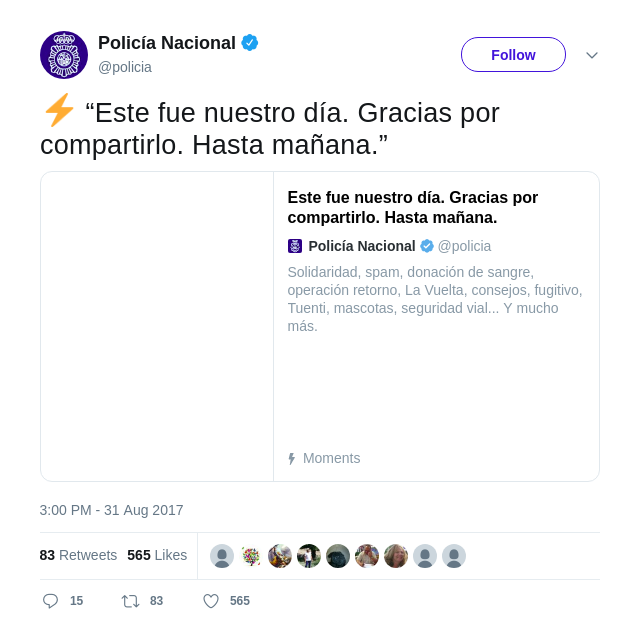 Policía Nacional
@policia
Follow
⚡ “Este fue nuestro día. Gracias por
compartirlo. Hasta mañana.”
Este fue nuestro día. Gracias por
compartirlo. Hasta mañana.
Policía Nacional @policia
Solidaridad, spam, donación de sangre,
operación retorno, La Vuelta, consejos, fugitivo,
Tuenti, mascotas, seguridad vial... Y mucho
más.
Moments
3:00 PM - 31 Aug 2017
83 Retweets 565 Likes
15 83 565